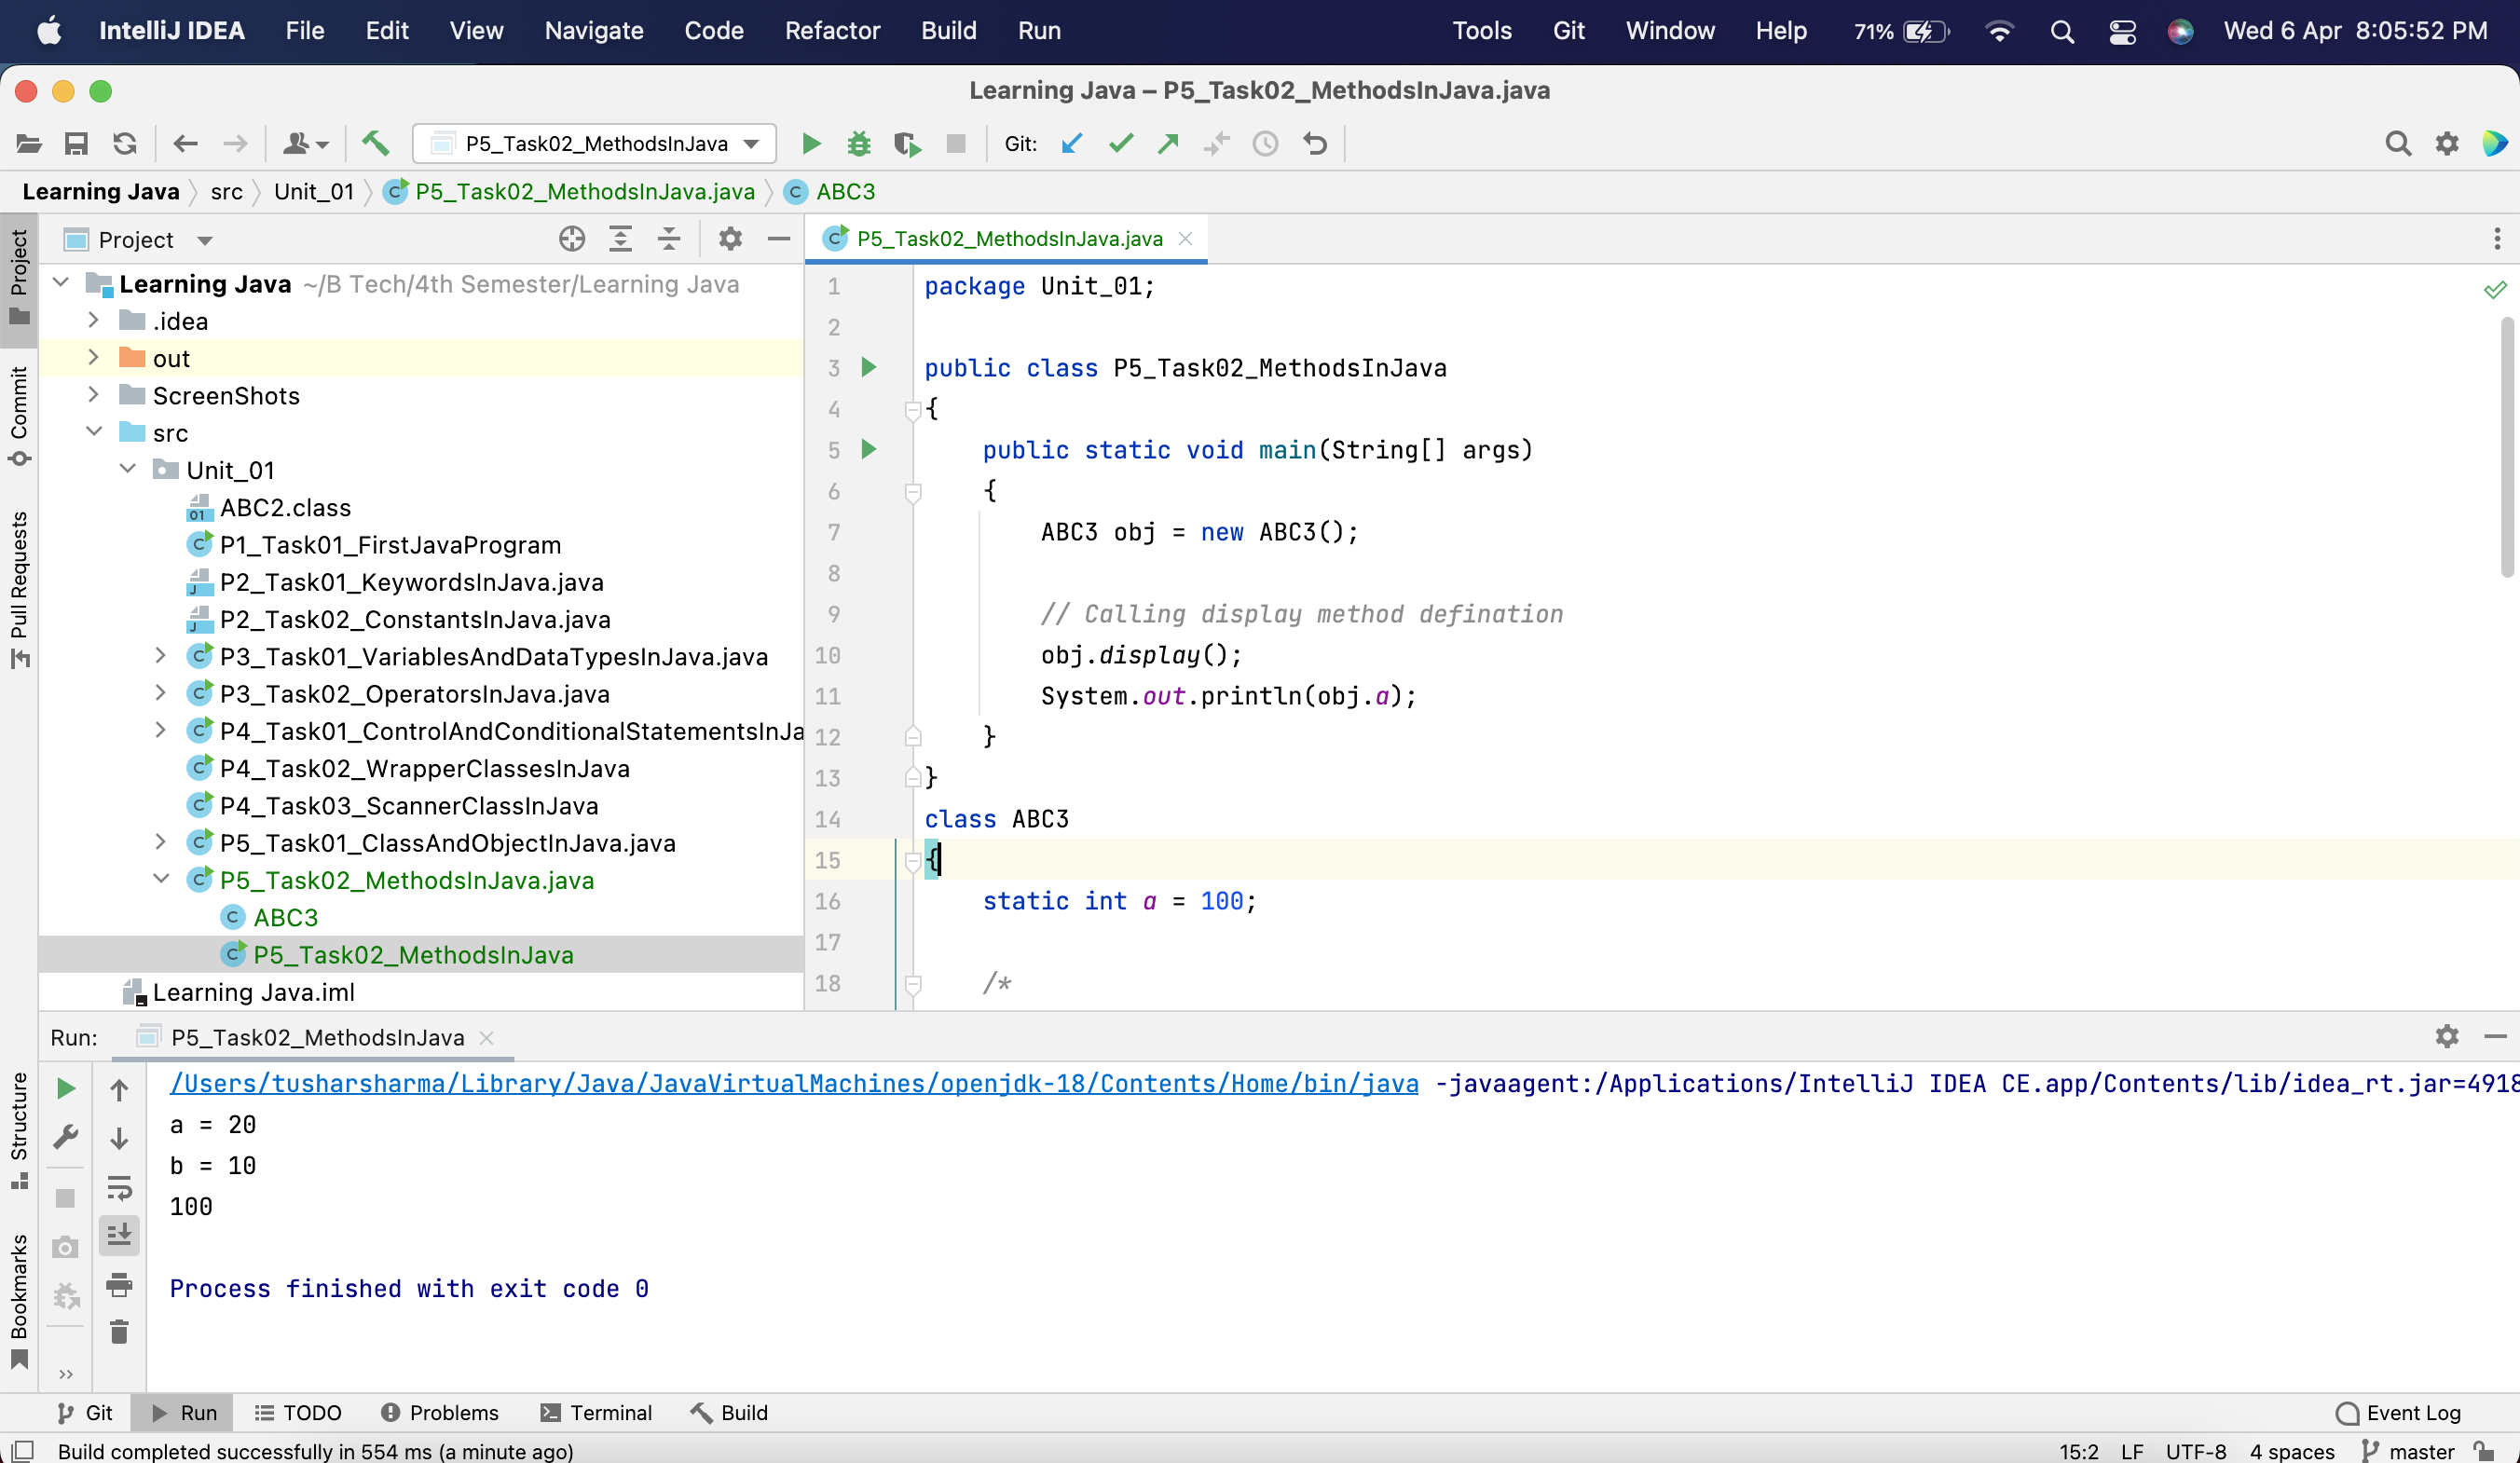 IntelliJ IDEA File Edit View Navigate Code Refactor Build Run Tools Git Window Help 71% Wed 6 Apr 8:05:52 PM
Learning Java – P5_Task02_MethodsInJava.java
P5_Task02_MethodsInJava Git:
Learning Java src Unit_01 P5_Task02_MethodsInJava.java ABC3
Project
Commit
Pull Requests
Structure
Bookmarks
Project
Learning Java ~/B Tech/4th Semester/Learning Java
.idea
out
ScreenShots
src
Unit_01
ABC2.class
P1_Task01_FirstJavaProgram
P2_Task01_KeywordsInJava.java
P2_Task02_ConstantsInJava.java
P3_Task01_VariablesAndDataTypesInJava.java
P3_Task02_OperatorsInJava.java
P4_Task01_ControlAndConditionalStatementsInJa
P4_Task02_WrapperClassesInJava
P4_Task03_ScannerClassInJava
P5_Task01_ClassAndObjectInJava.java
P5_Task02_MethodsInJava.java
ABC3
P5_Task02_MethodsInJava
Learning Java.iml
P5_Task02_MethodsInJava.java
1 package Unit_01;
2
3 public class P5_Task02_MethodsInJava
4 {
5 public static void main(String[] args)
6 {
7 ABC3 obj = new ABC3();
8
9 // Calling display method defination
10 obj.display();
11 System.out.println(obj.a);
12 }
13 }
14 class ABC3
15 {
16 static int a = 100;
17
18 /*
Run: P5_Task02_MethodsInJava
/Users/tusharsharma/Library/Java/JavaVirtualMachines/openjdk-18/Contents/Home/bin/java -javaagent:/Applications/IntelliJ IDEA CE.app/Contents/lib/idea_rt.jar=4918
a = 20
b = 10
100
Process finished with exit code 0
Git Run TODO Problems Terminal Build Event Log
Build completed successfully in 554 ms (a minute ago) 15:2 LF UTF-8 4 spaces master